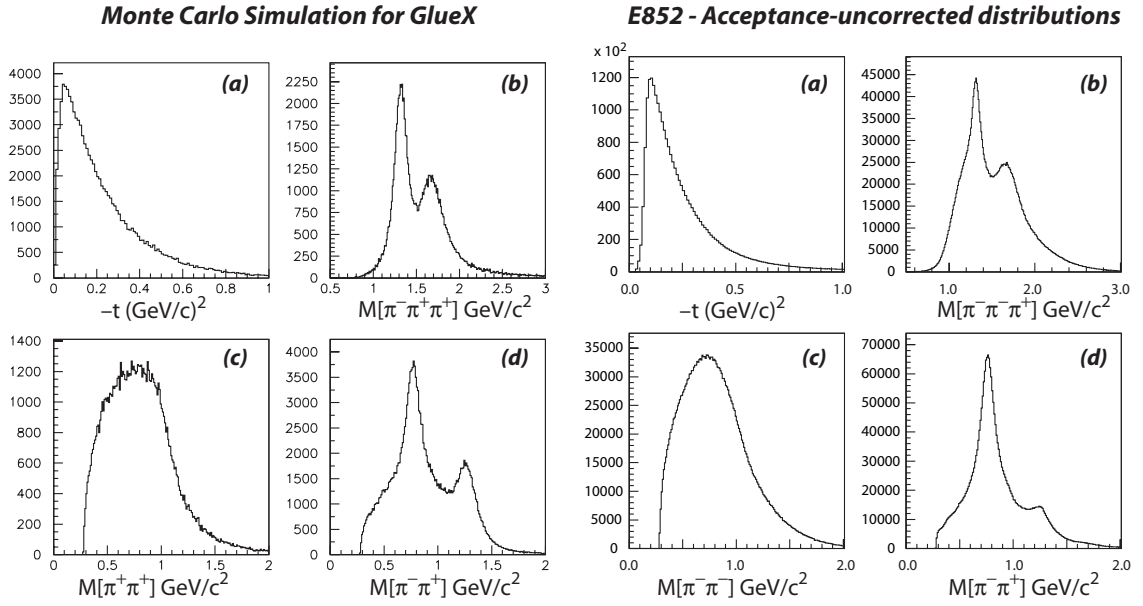 Monte Carlo Simulation for GlueX
E852 - Acceptance-uncorrected distributions
(a)
4000
3500
3000
2500
2000
1500
1000
500
0
0 0.2 0.4 0.6 0.8 1
–t (GeV/c)²
(b)
2250
2000
1750
1500
1250
1000
750
500
250
0
0 0.5 1 1.5 2 2.5 3
M[π⁻π⁺π⁺] GeV/c²
x 10²
(a)
1200
1000
800
600
400
200
0
0.0 0.5 1.0
–t (GeV/c)²
(b)
45000
40000
35000
30000
25000
20000
15000
10000
5000
0
1.0 2.0 3.0
M[π⁻π⁻π⁺] GeV/c²
(c)
1400
1200
1000
800
600
400
200
0
0 0.5 1 1.5 2
M[π⁺π⁺] GeV/c²
(d)
4000
3500
3000
2500
2000
1500
1000
500
0
0 0.5 1 1.5 2
M[π⁻π⁺] GeV/c²
(c)
35000
30000
25000
20000
15000
10000
5000
0
0.0 1.0 2.0
M[π⁻π⁻] GeV/c²
(d)
70000
60000
50000
40000
30000
20000
10000
0
0.0 1.0 2.0
M[π⁻π⁺] GeV/c²